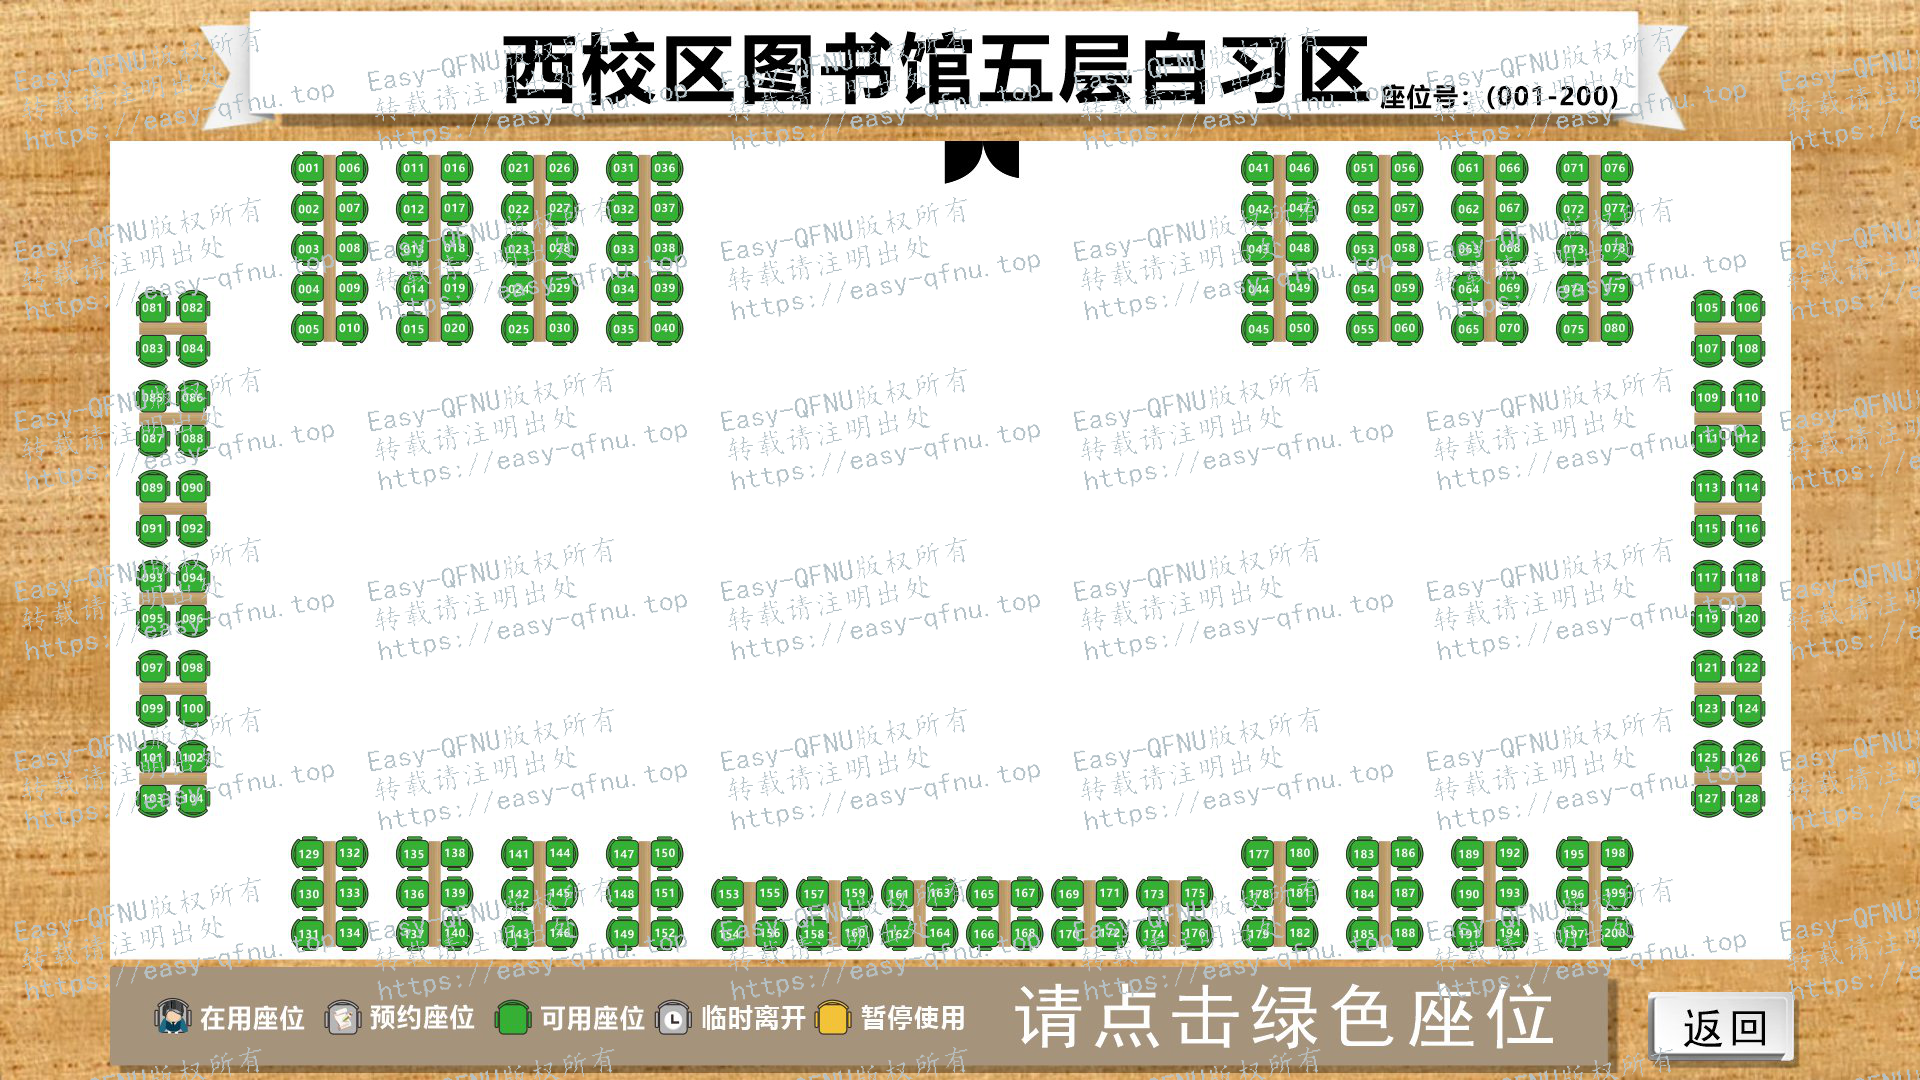 西校区图书馆五层自习区 座位号：(001-200)
001 006 011 016 021 026 031 036 041 046 051 056 061 066 071 076
002 007 012 017 022 027 032 037 042 047 052 057 062 067 072 077
003 008 013 018 023 028 033 038 043 048 053 058 063 068 073 078
004 009 014 019 024 029 034 039 044 049 054 059 064 069 074 079
005 010 015 020 025 030 035 040 045 050 055 060 065 070 075 080
081 082 105 106
083 084 107 108
085 086 109 110
087 088 111 112
089 090 113 114
091 092 115 116
093 094 117 118
095 096 119 120
097 098 121 122
099 100 123 124
101 102 125 126
103 104 127 128
129 132 135 138 141 144 147 150 177 180 183 186 189 192 195 198
130 133 136 139 142 145 148 151 153 155 157 159 161 163 165 167 169 171 173 175 178 181 184 187 190 193 196 199
131 134 137 140 143 146 149 152 154 156 158 160 162 164 166 168 170 172 174 176 179 182 185 188 191 194 197 200
在用座位 预约座位 可用座位 临时离开 暂停使用 请点击绿色座位 返回
Easy-QFNU版权所有
转载请注明出处
https://easy-qfnu.top